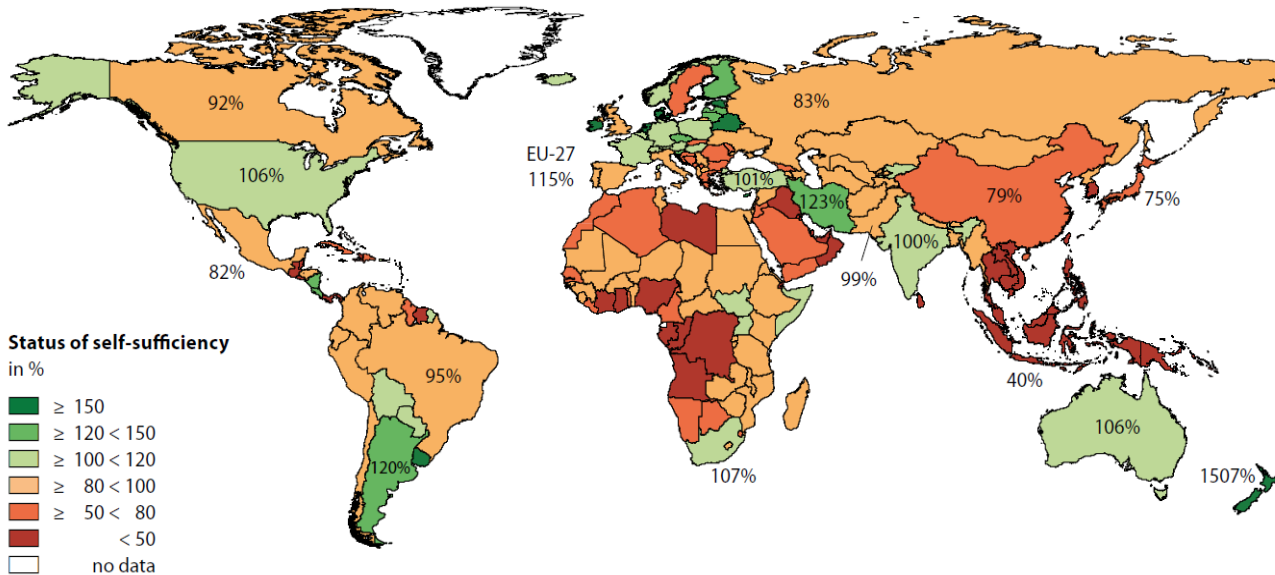 92%
83%
106%
EU-27
115%
101%
123%
79%
75%
100%
99%
82%
95%
40%
106%
120%
107%
1507%
Status of self-sufficiency
in %
≥ 150
≥ 120 < 150
≥ 100 < 120
≥ 80 < 100
≥ 50 < 80
< 50
no data